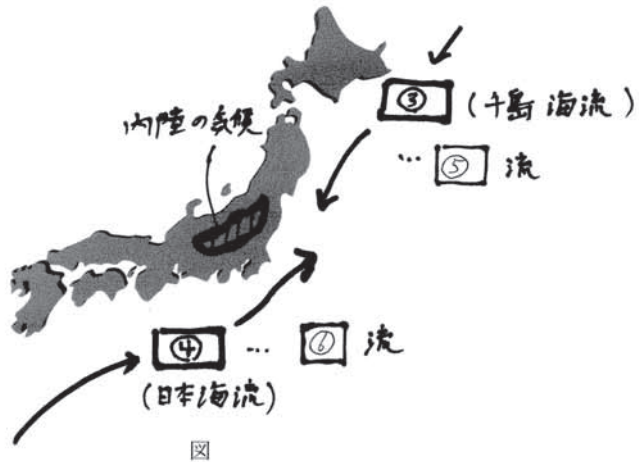 内陸の気候
③ (千島海流)
… ⑤ 流
④ … ⑥ 流
(日本海流)
図